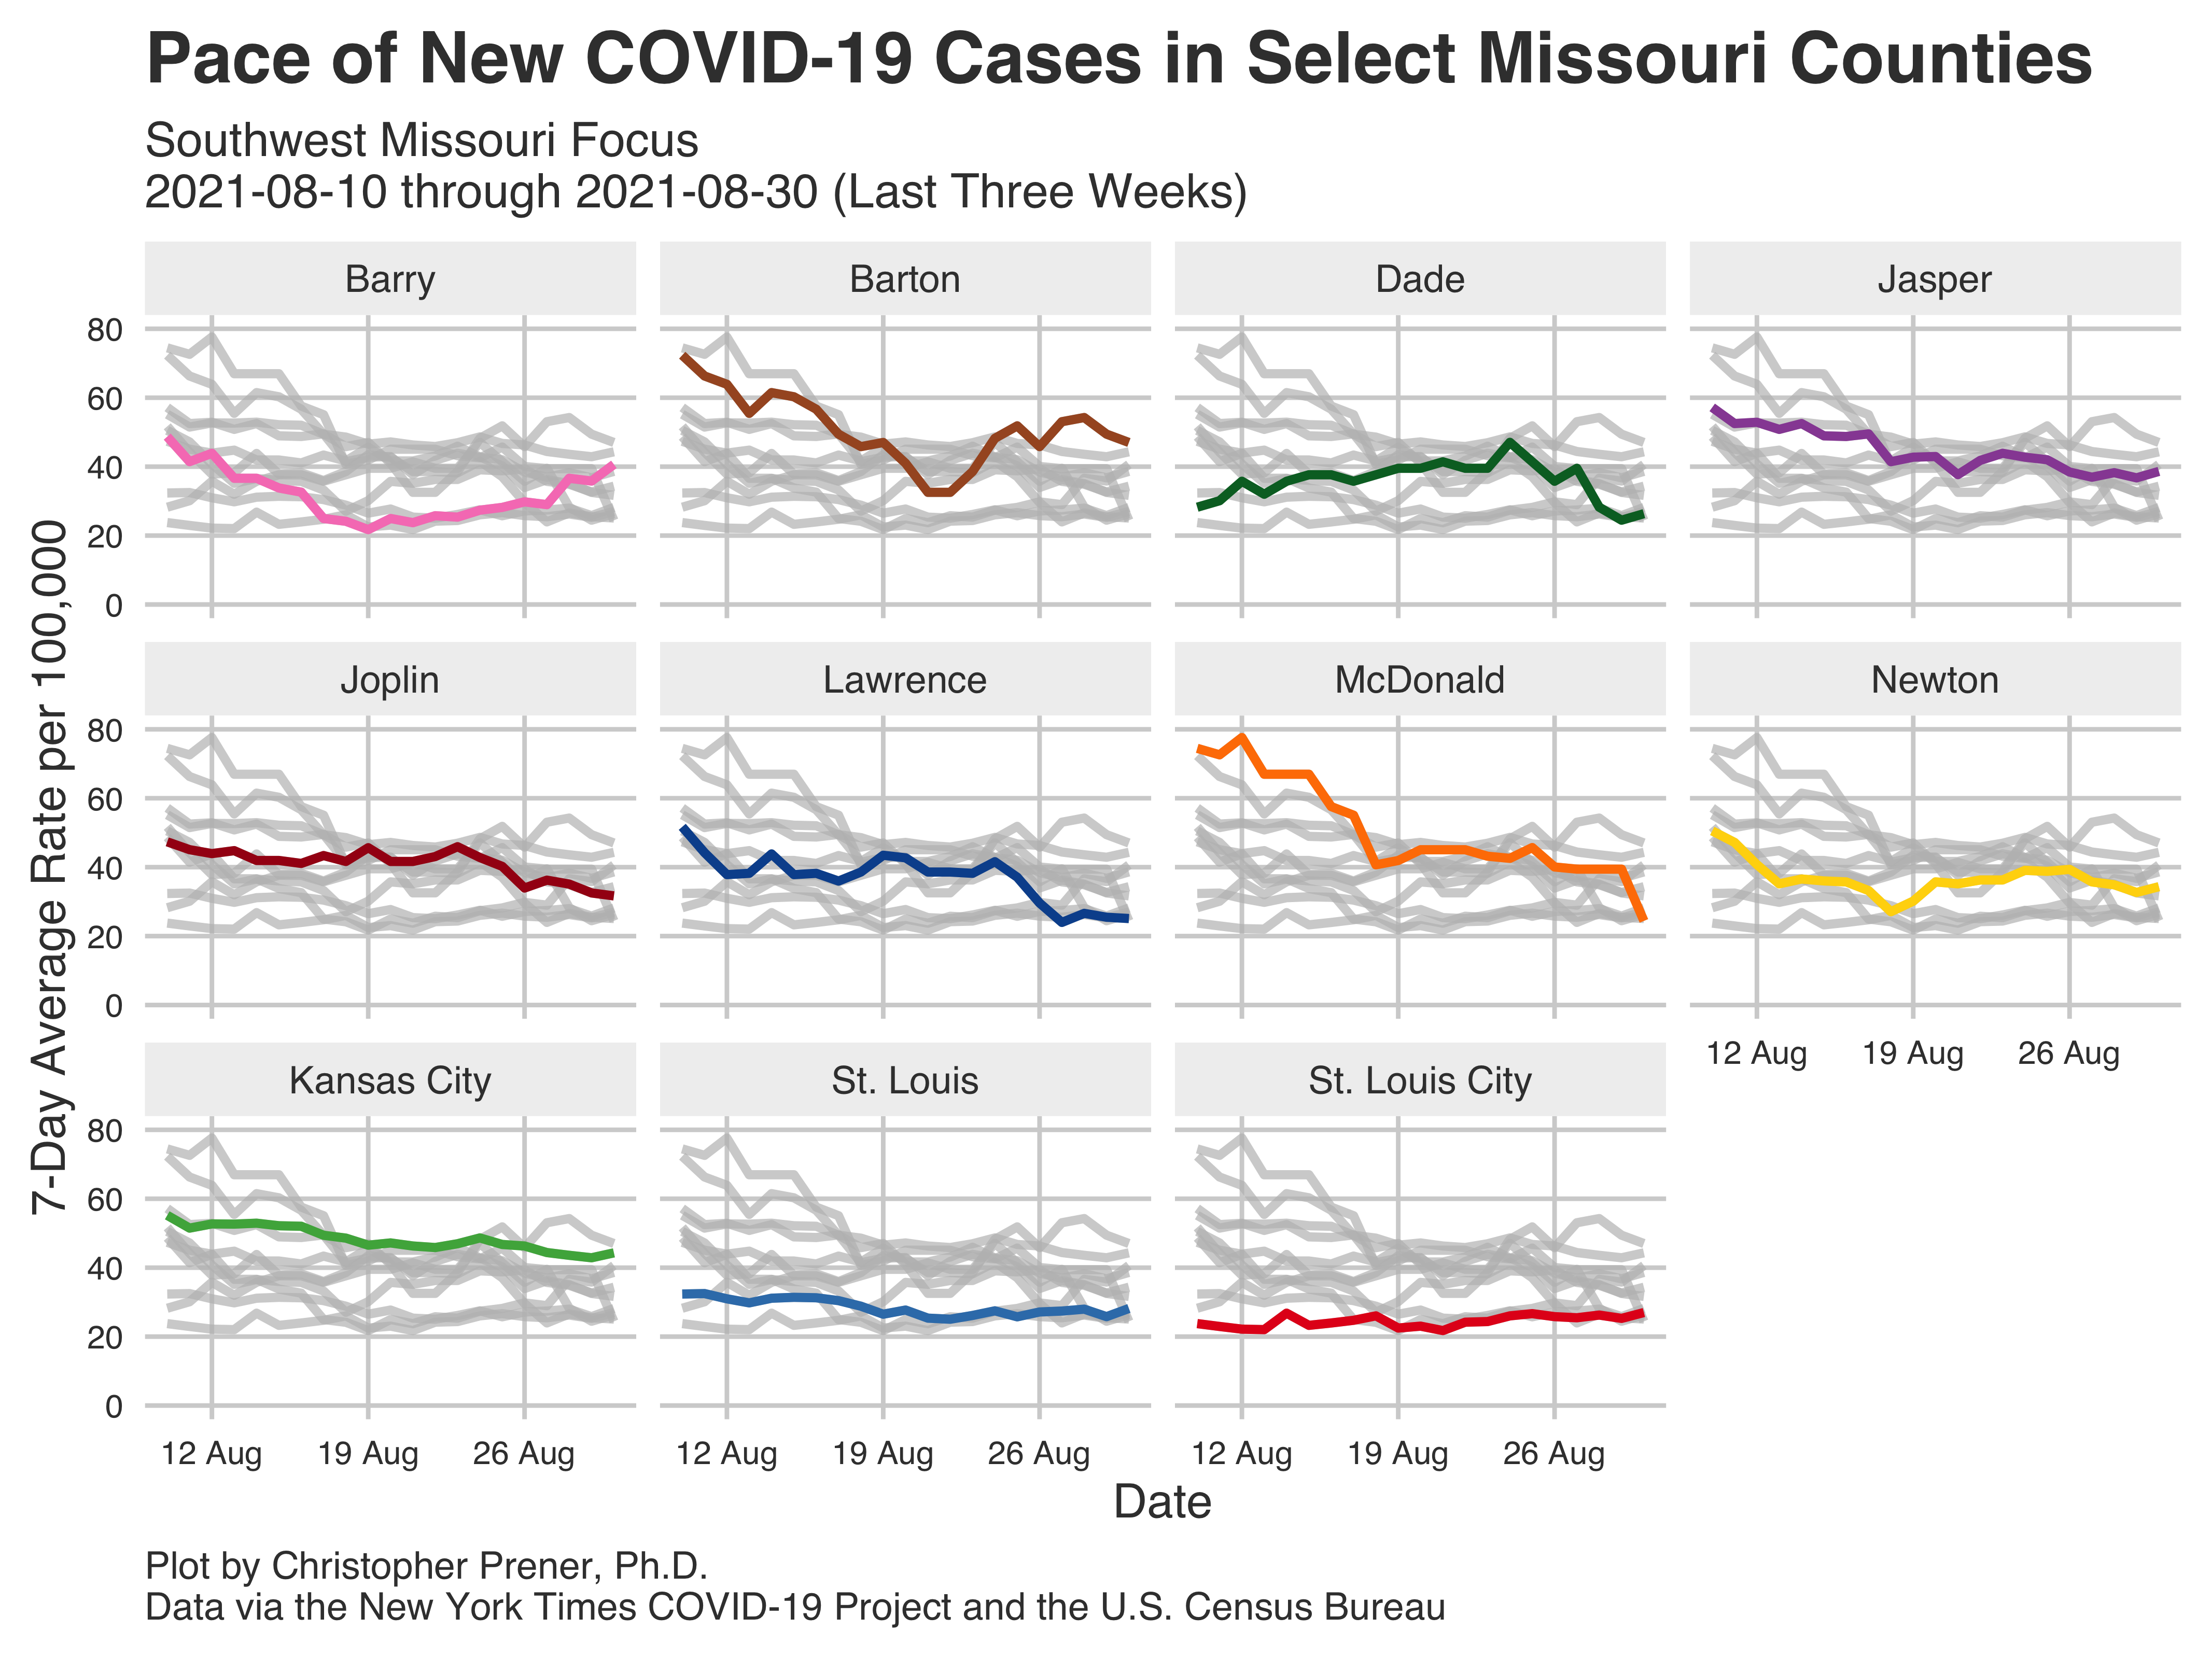 Pace of New COVID-19 Cases in Select Missouri Counties
Southwest Missouri Focus
2021-08-10 through 2021-08-30 (Last Three Weeks)
7-Day Average Rate per 100,000
Barry
Barton
Dade
Jasper
80
60
40
20
0
Joplin
Lawrence
McDonald
Newton
80
60
40
20
0
12 Aug
19 Aug
26 Aug
Kansas City
St. Louis
St. Louis City
80
60
40
20
0
12 Aug
19 Aug
26 Aug
12 Aug
19 Aug
26 Aug
12 Aug
19 Aug
26 Aug
Date
Plot by Christopher Prener, Ph.D.
Data via the New York Times COVID-19 Project and the U.S. Census Bureau